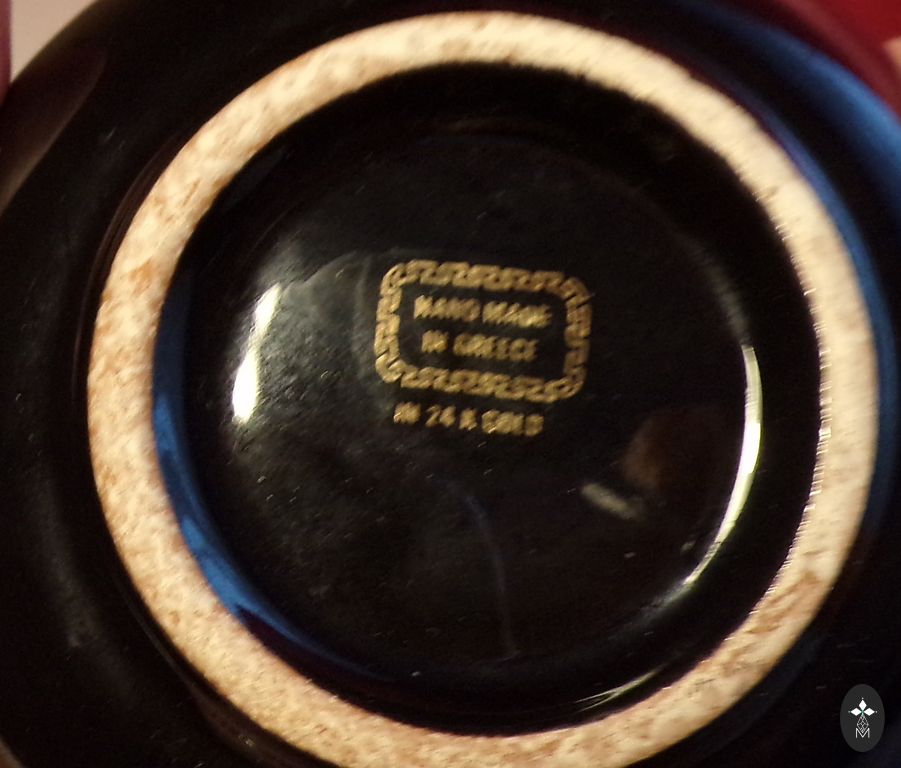 HAND MADE
IN GREECE
IN 24 K GOLD
M